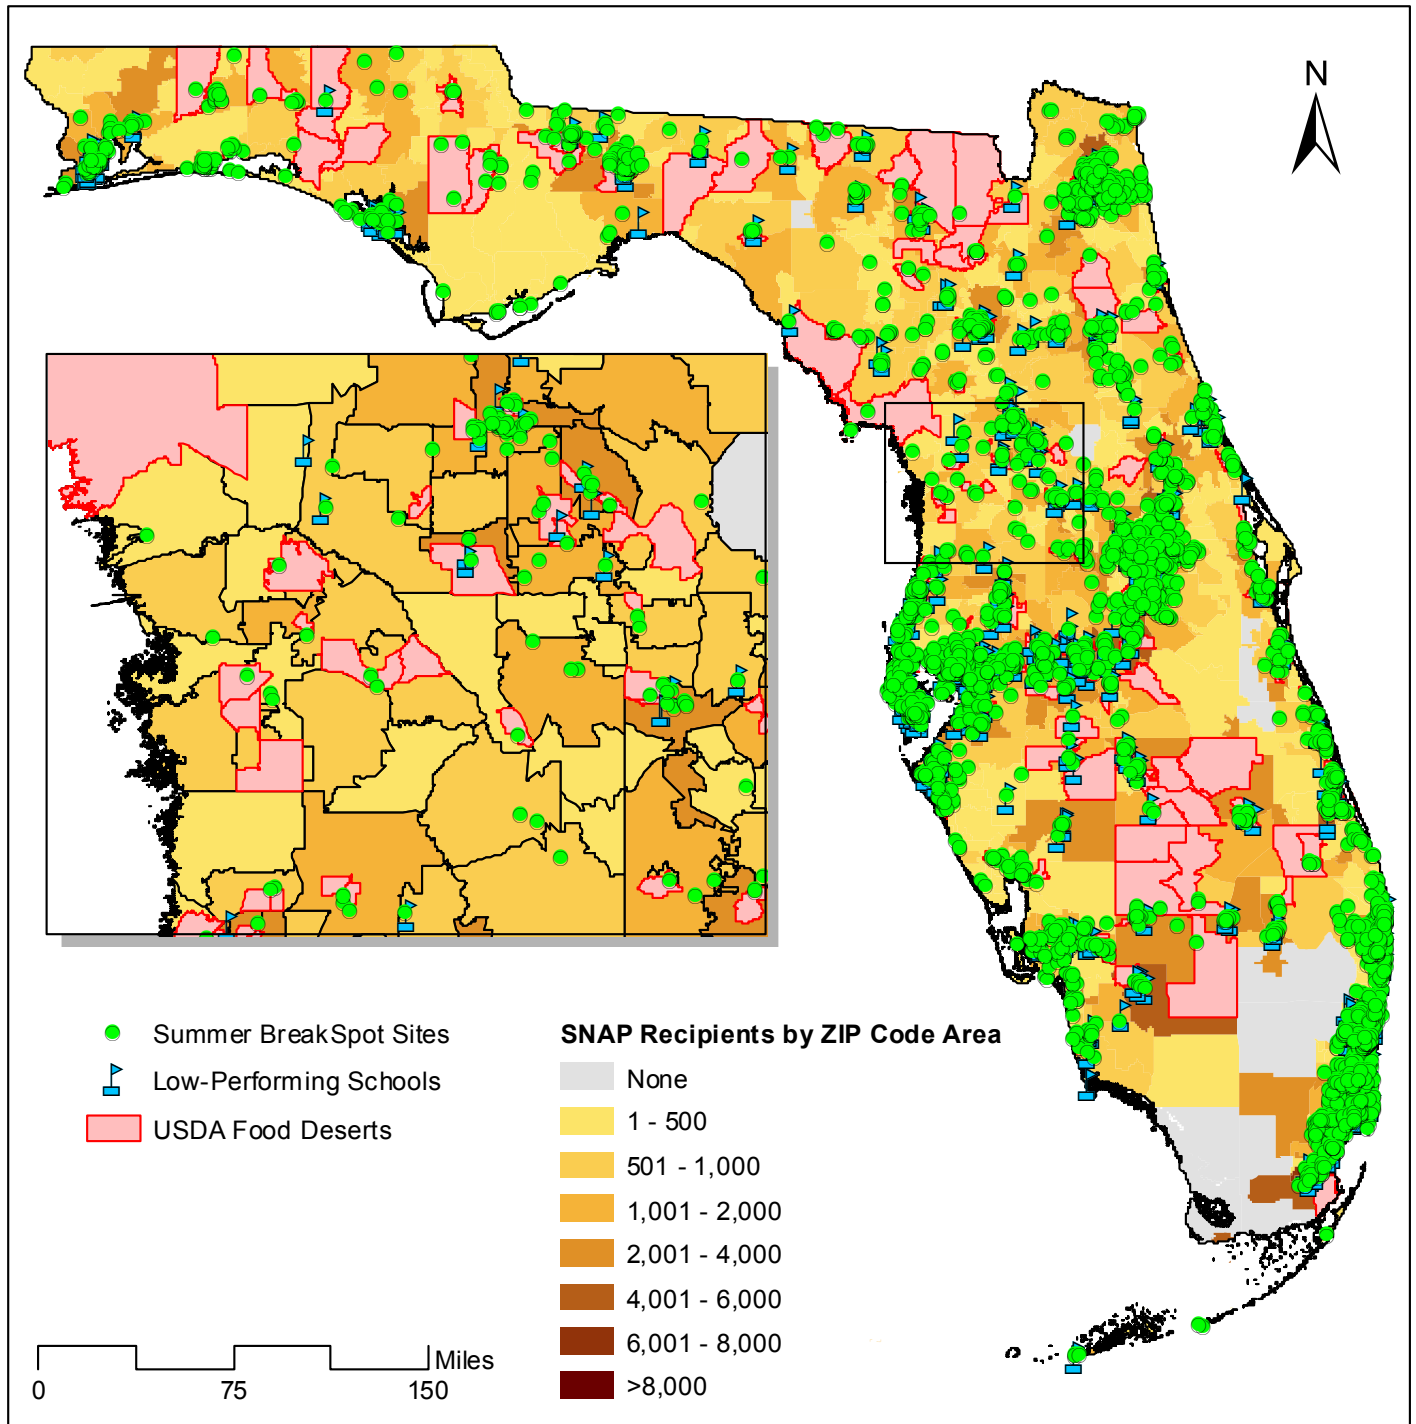 N
Summer BreakSpot Sites
Low-Performing Schools
USDA Food Deserts
SNAP Recipients by ZIP Code Area
None
1 - 500
501 - 1,000
1,001 - 2,000
2,001 - 4,000
4,001 - 6,000
6,001 - 8,000
>8,000
Miles
0 75 150